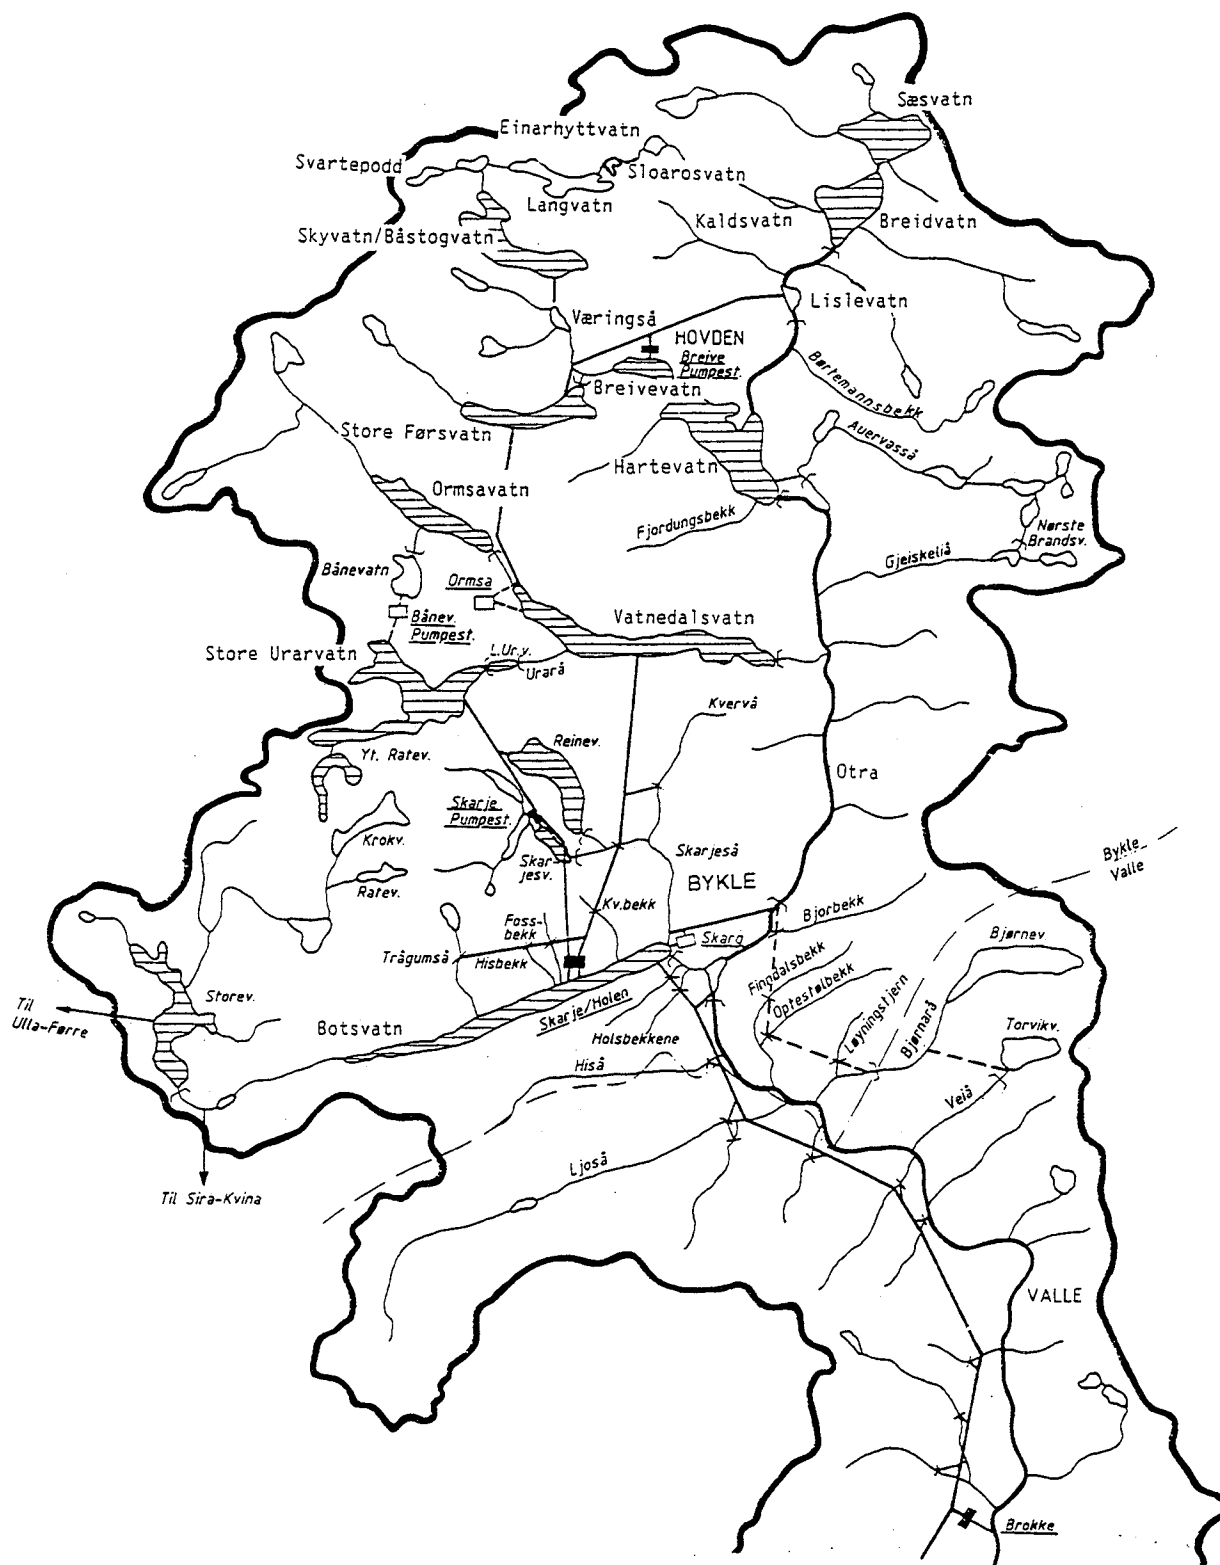 Sæsvatn
Einarhyttvatn
Svartepodd
Sloarosvatn
Langvatn
Kaldsvatn
Breidvatn
Skyvatn/Båstogvatn
Lislevatn
Væringså
HOVDEN
Breive
Pumpest.
Breivevatn
Børtemannsbekk
Store Førsvatn
Auervasså
Hartevatn
Ormsavatn
Fjordungsbekk
Nørste
Brandsv.
Gjeiskeliå
Bånevatn
Ormsa
Bånev.
Pumpest.
Vatnedalsvatn
Store Urarvatn
L.Ur.v.
Urarå
Kvervå
Yt. Ratev.
Reinev.
Otra
Skarje
Pumpest.
Krokv.
Skar-
jesv.
Skarjeså
Bykle
Valle
Ratev.
BYKLE
Kv.bekk
Foss-
bekk
Bjorbekk
Skarg
Bjørnev.
Trågumså
Hisbekk
Finndalsbekk
Optestølbekk
Løyningstjern
Bjørnarå
Storev.
Til
Ulla-Førre
Skarje/Holen
Torvikv.
Botsvatn
Holsbekkene
Hiså
Veiå
Ljoså
Til Sira-Kvina
VALLE
Brokke